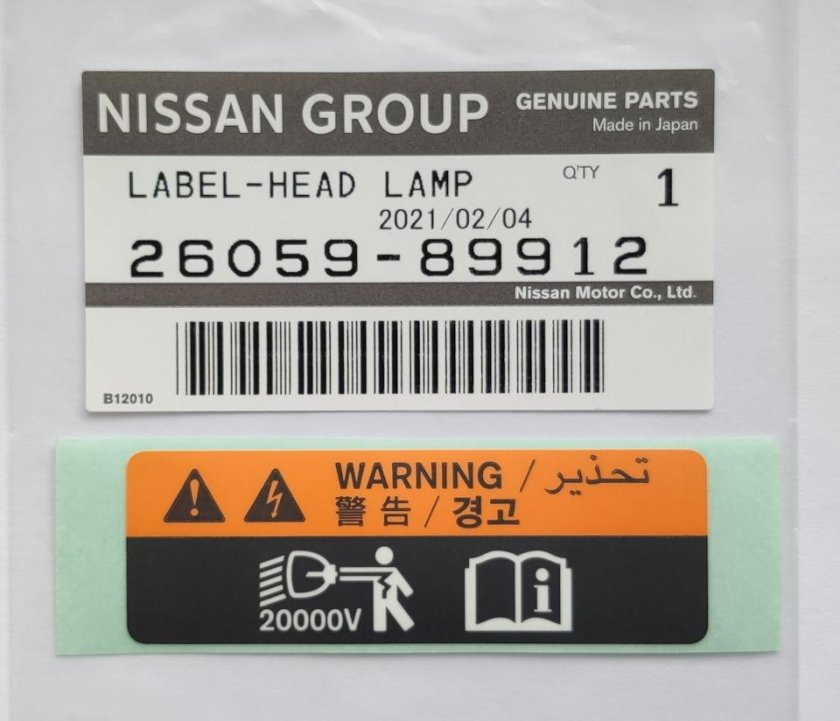 NISSAN GROUP GENUINE PARTS
Made in Japan
LABEL-HEAD LAMP Q'TY 1
2021/02/04
26059-89912
Nissan Motor Co., Ltd.
B12010
WARNING / تحذير
警告 / 경고
20000V
i